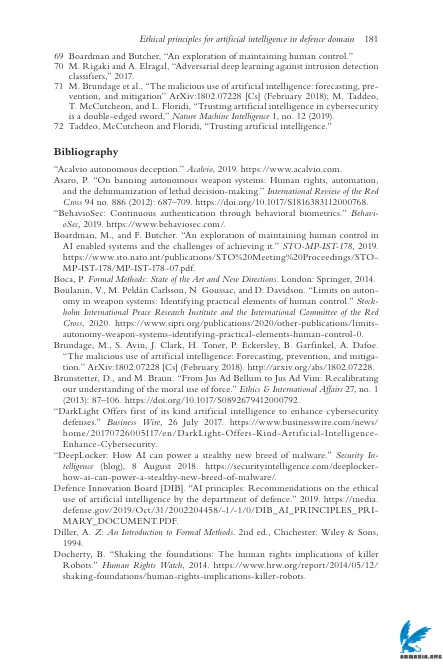 Ethical principles for artificial intelligence in defence domain 181
69 Boardman and Butcher, “An exploration of maintaining human control.”
70 M. Rigaki and A. Elragal, “Adversarial deep learning against intrusion detection
classifiers,” 2017.
71 M. Brundage et al., “The malicious use of artificial intelligence: forecasting, pre-
vention, and mitigation” ArXiv:1802.07228 [Cs] (February 2018); M. Taddeo,
T. McCutcheon, and L. Floridi, “Trusting artificial intelligence in cybersecurity
is a double-edged sword,” Nature Machine Intelligence 1, no. 12 (2019).
72 Taddeo, McCutcheon and Floridi, “Trusting artificial intelligence.”
Bibliography
“Acalvio autonomous deception.” Acalvio, 2019. https://www.acalvio.com.
Asaro, P. “On banning autonomous weapon systems: Human rights, automation,
and the dehumanization of lethal decision-making.” International Review of the Red
Cross 94 no. 886 (2012): 687–709. https://doi.org/10.1017/S1816383112000768.
“BehavioSec: Continuous authentication through behavioral biometrics.” Behavi-
oSec, 2019. https://www.behaviosec.com/.
Boardman, M., and F. Butcher. “An exploration of maintaining human control in
AI enabled systems and the challenges of achieving it.” STO-MP-IST-178, 2019.
https://www.sto.nato.int/publications/STO%20Meeting%20Proceedings/STO-
MP-IST-178/MP-IST-178-07.pdf.
Boca, P. Formal Methods: State of the Art and New Directions. London: Springer, 2014.
Boulanin, V., M. Peldán Carlsson, N. Goussac, and D. Davidson. “Limits on auton-
omy in weapon systems: Identifying practical elements of human control.” Stock-
holm International Peace Research Institute and the International Committee of the Red
Cross, 2020. https://www.sipri.org/publications/2020/other-publications/limits-
autonomy-weapon-systems-identifying-practical-elements-human-control-0.
Brundage, M., S. Avin, J. Clark, H. Toner, P. Eckersley, B. Garfinkel, A. Dafoe.
“The malicious use of artificial intelligence: Forecasting, prevention, and mitiga-
tion.” ArXiv:1802.07228 [Cs] (February 2018). http://arxiv.org/abs/1802.07228.
Brunstetter, D., and M. Braun. “From Jus Ad Bellum to Jus Ad Vim: Recalibrating
our understanding of the moral use of force.” Ethics & International Affairs 27, no. 1
(2013): 87–106. https://doi.org/10.1017/S0892679412000792.
“DarkLight Offers first of its kind artificial intelligence to enhance cybersecurity
defenses.” Business Wire, 26 July 2017. https://www.businesswire.com/news/
home/20170726005117/en/DarkLight-Offers-Kind-Artificial-Intelligence-
Enhance-Cybersecurity.
“DeepLocker: How AI can power a stealthy new breed of malware.” Security In-
telligence (blog), 8 August 2018. https://securityintelligence.com/deeplocker-
how-ai-can-power-a-stealthy-new-breed-of-malware/.
Defence Innovation Board [DIB]. “AI principles: Recommendations on the ethical
use of artificial intelligence by the department of defence.” 2019. https://media.
defense.gov/2019/Oct/31/2002204458/-1/-1/0/DIB_AI_PRINCIPLES_PRI-
MARY_DOCUMENT.PDF.
Diller, A. Z: An Introduction to Formal Methods. 2nd ed., Chichester: Wiley & Sons,
1994.
Docherty, B. “Shaking the foundations: The human rights implications of killer
Robots.” Human Rights Watch, 2014. https://www.hrw.org/report/2014/05/12/
shaking-foundations/human-rights-implications-killer-robots.